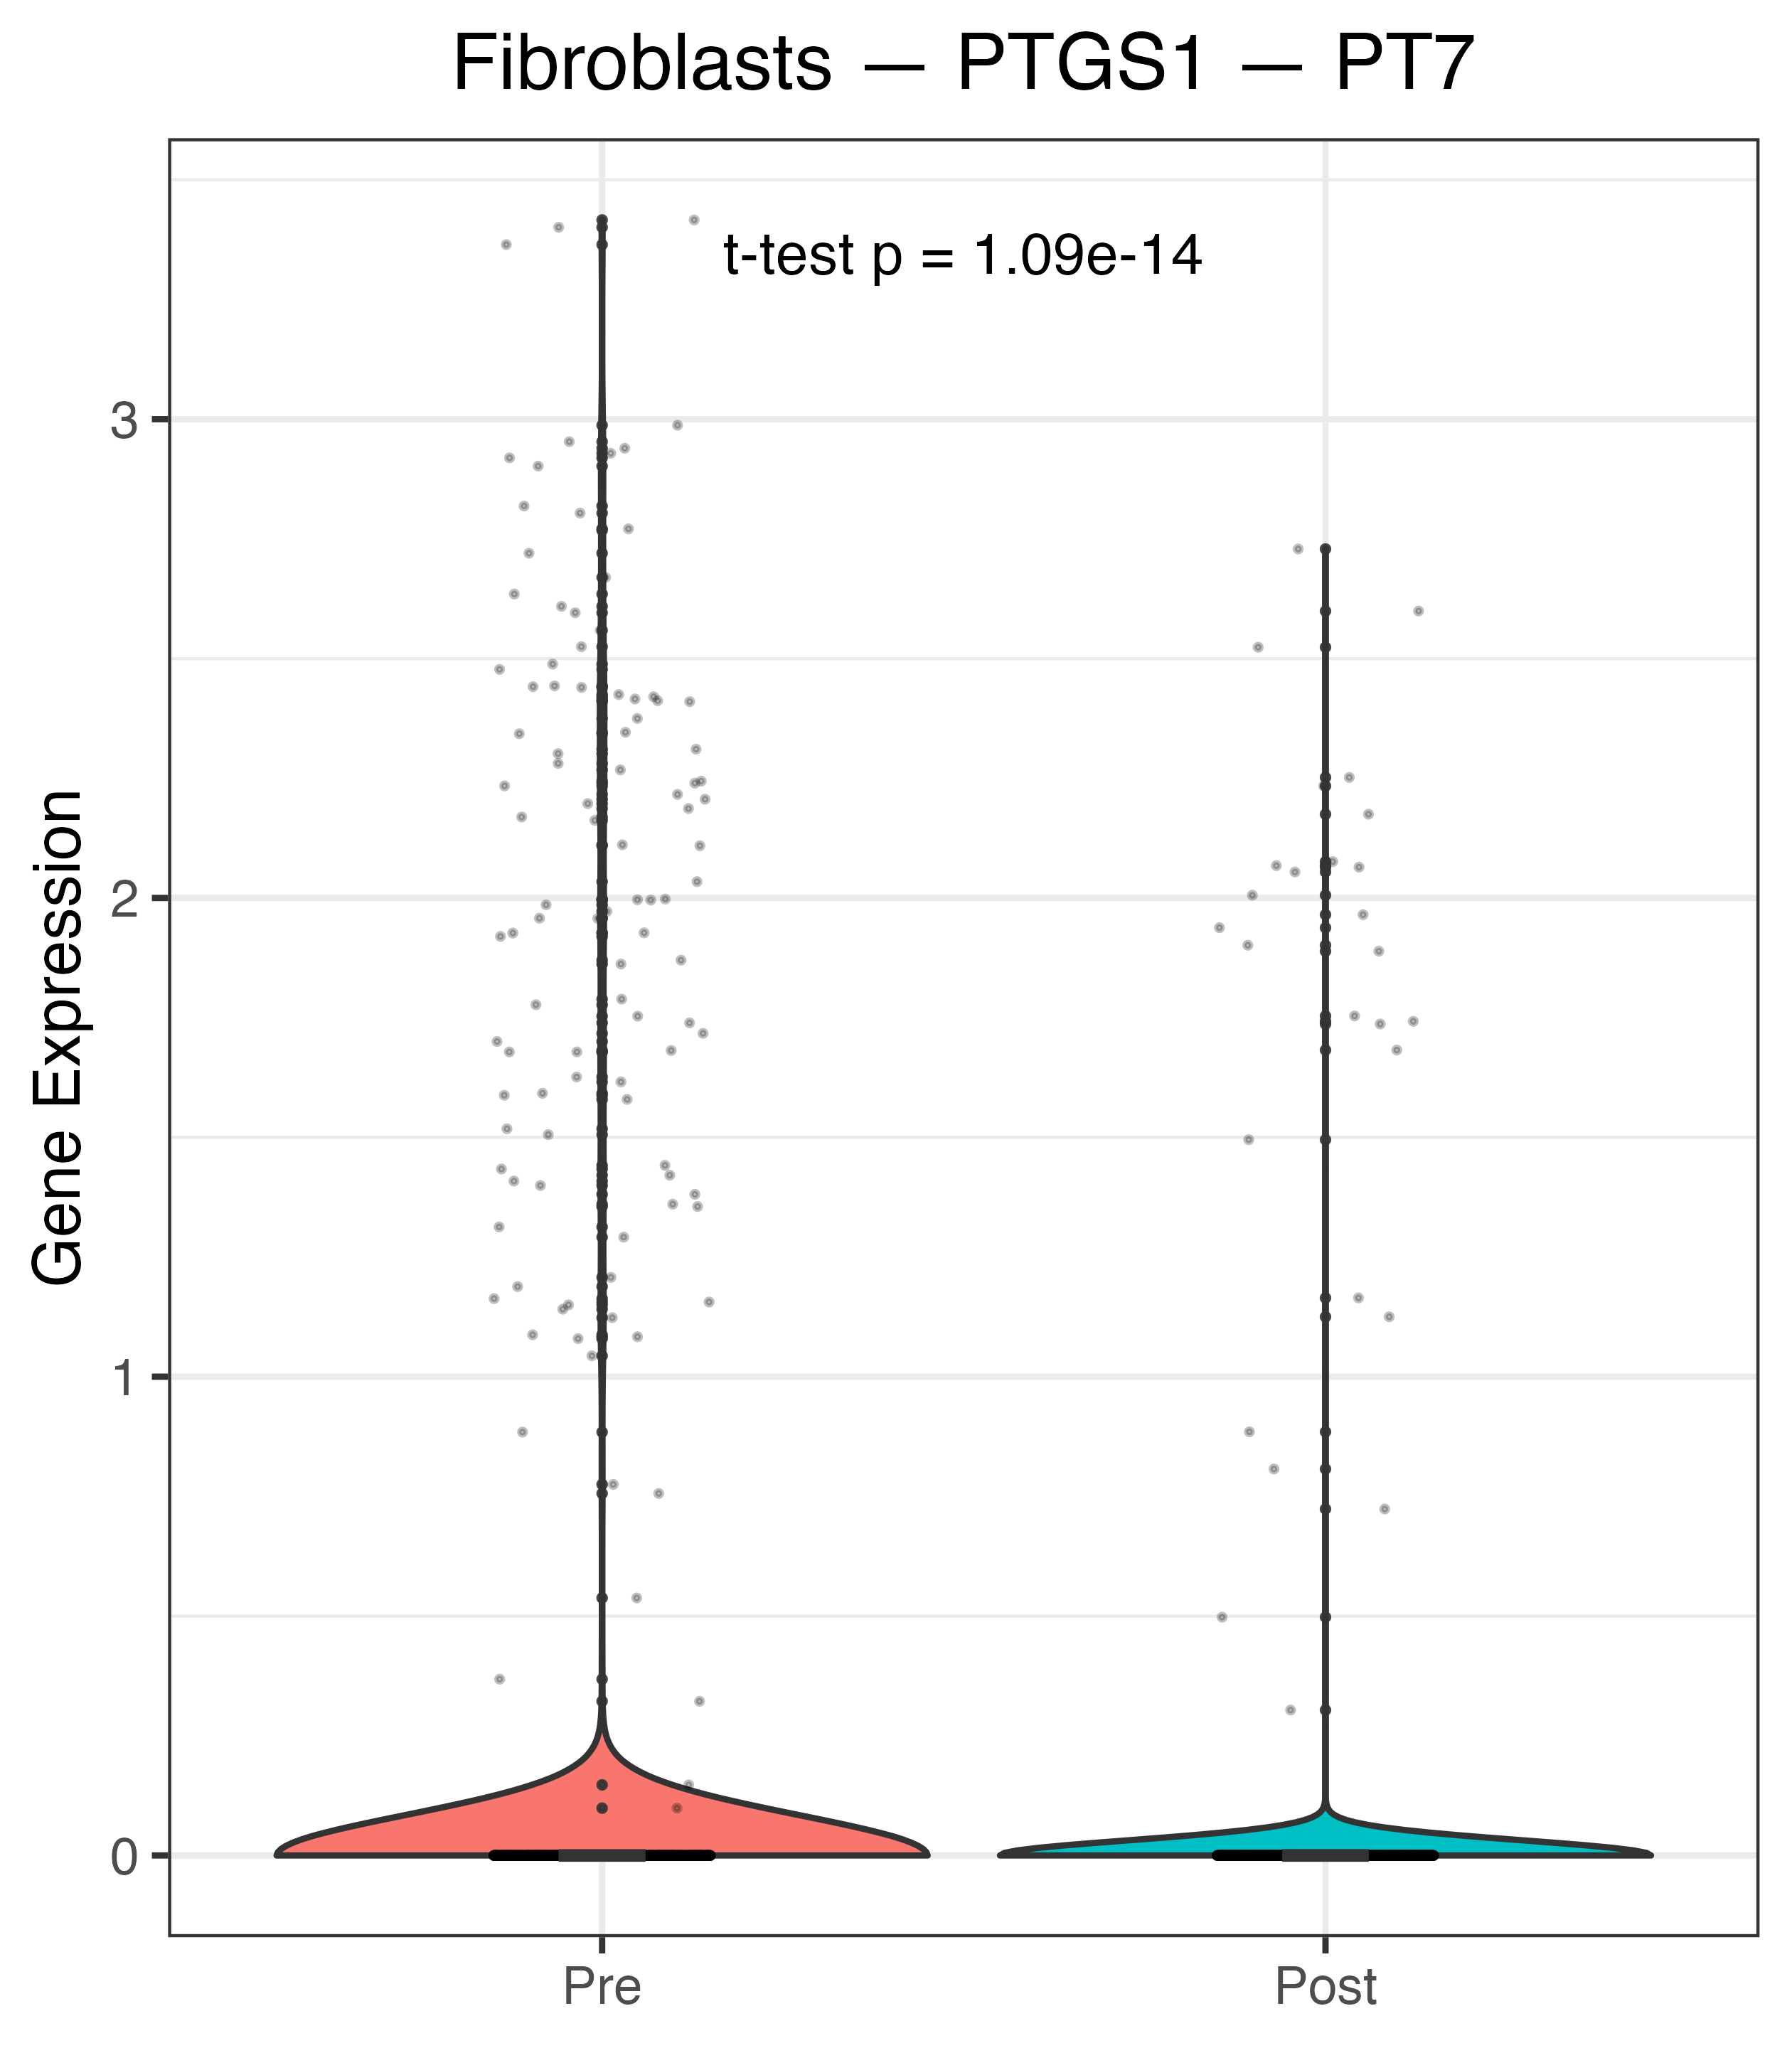 Fibroblasts — PTGS1 — PT7
t-test p = 1.09e-14
Gene Expression
3
2
1
0
Pre
Post